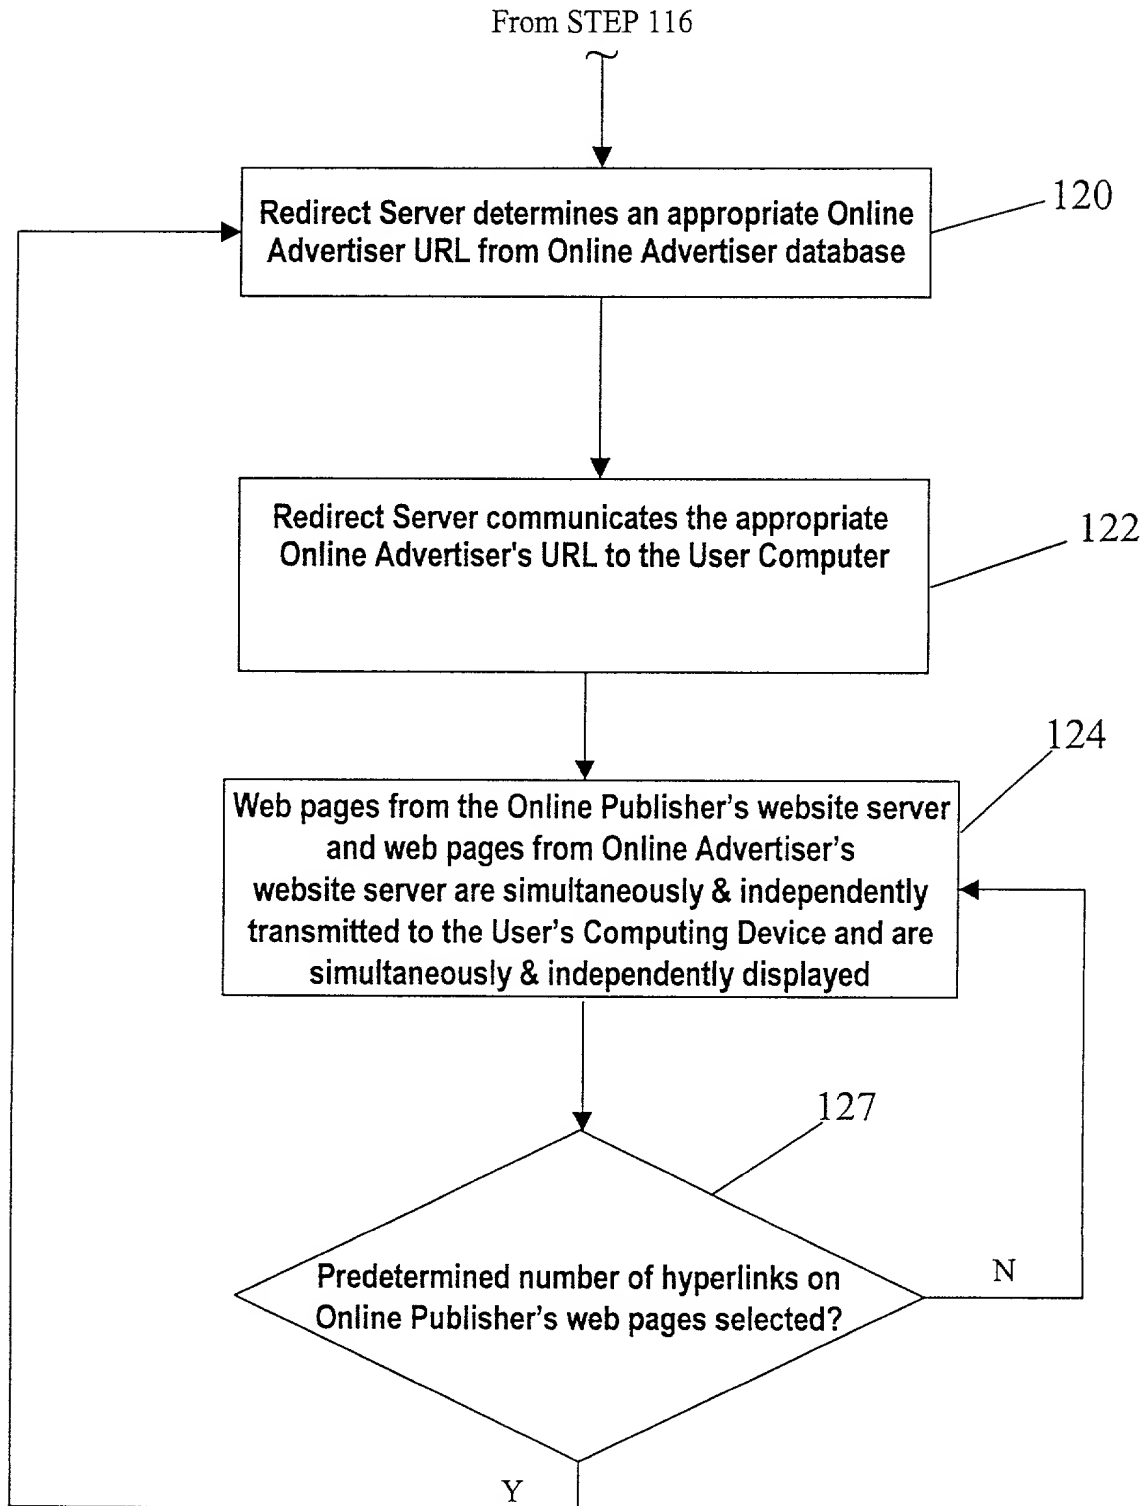 From STEP 116
Redirect Server determines an appropriate Online
Advertiser URL from Online Advertiser database
120
Redirect Server communicates the appropriate
Online Advertiser's URL to the User Computer
122
124
Web pages from the Online Publisher's website server
and web pages from Online Advertiser's
website server are simultaneously & independently
transmitted to the User's Computing Device and are
simultaneously & independently displayed
127
Predetermined number of hyperlinks on
Online Publisher's web pages selected?
N
Y